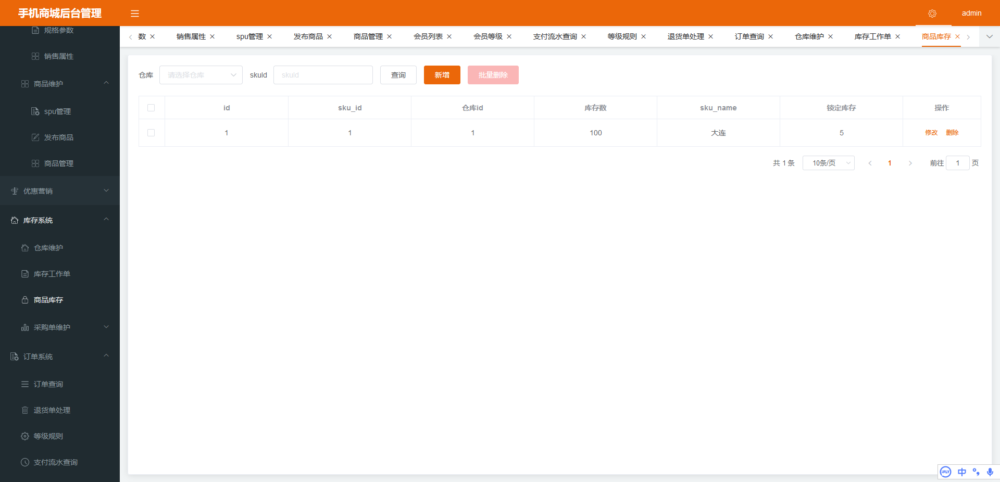 手机商城后台管理
admin
规格参数
销售属性
商品维护
spu管理
发布商品
商品管理
优惠营销
库存系统
仓库维护
库存工作单
商品库存
采购单维护
订单系统
订单查询
退货单处理
等级规则
支付流水查询
数 销售属性 spu管理 发布商品 商品管理 会员列表 会员等级 支付流水查询 等级规则 退货单处理 订单查询 仓库维护 库存工作单 商品库存
仓库 请选择仓库 skuId skuId 查询 新增 批量删除
id sku_id 仓库id 库存数 sku_name 锁定库存 操作
1 1 1 100 大连 5 修改 删除
共 1 条 10条/页 1 前往 1 页
iFLY 中 °,